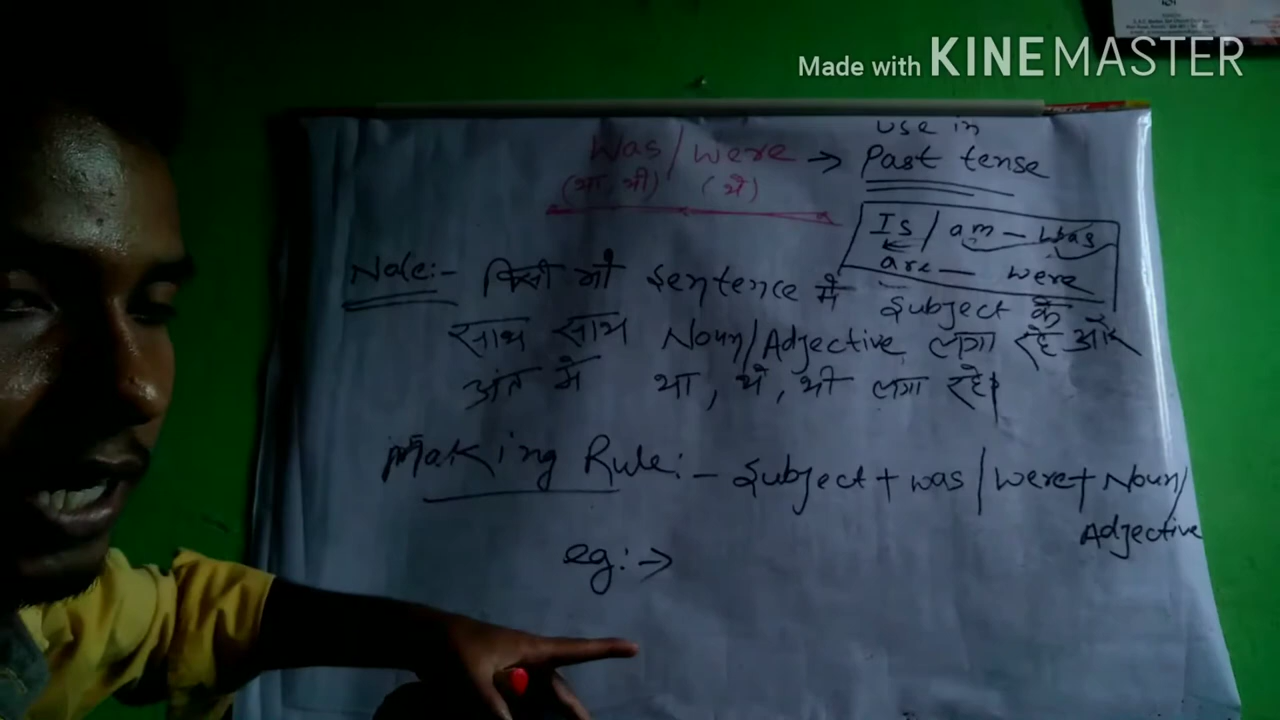 Made with KINEMASTER
Use in
Was/were → Past tense
(था, थी) (थे)
Is/am – Was
are – were
Note:- किसी भी Sentence में Subject के
साथ साथ Noun/Adjective लगा रहे और
अंत में था, थे, थी लगा रहे।
Making Rule:- Subject + was/were + Noun/
Adjective
eg:→